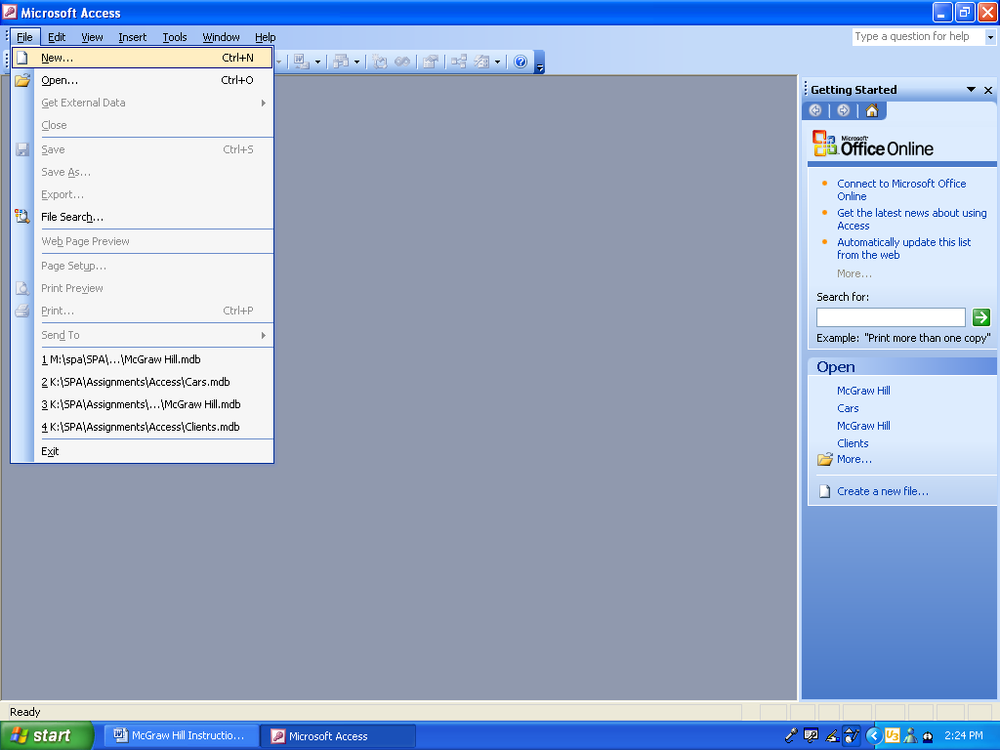 Microsoft Access
File Edit View Insert Tools Window Help
Type a question for help
New... Ctrl+N
Open... Ctrl+O
Get External Data
Close
Save Ctrl+S
Save As...
Export...
File Search...
Web Page Preview
Page Setup...
Print Preview
Print... Ctrl+P
Send To
1 M:\spa\SPA\...\McGraw Hill.mdb
2 K:\SPA\Assignments\Access\Cars.mdb
3 K:\SPA\Assignments\...\McGraw Hill.mdb
4 K:\SPA\Assignments\Access\Clients.mdb
Exit
Getting Started
Microsoft
Office Online
Connect to Microsoft Office
Online
Get the latest news about using
Access
Automatically update this list
from the web
More...
Search for:
Example: "Print more than one copy"
Open
McGraw Hill
Cars
McGraw Hill
Clients
More...
Create a new file...
Ready
start McGraw Hill Instructio... Microsoft Access U3 2:24 PM